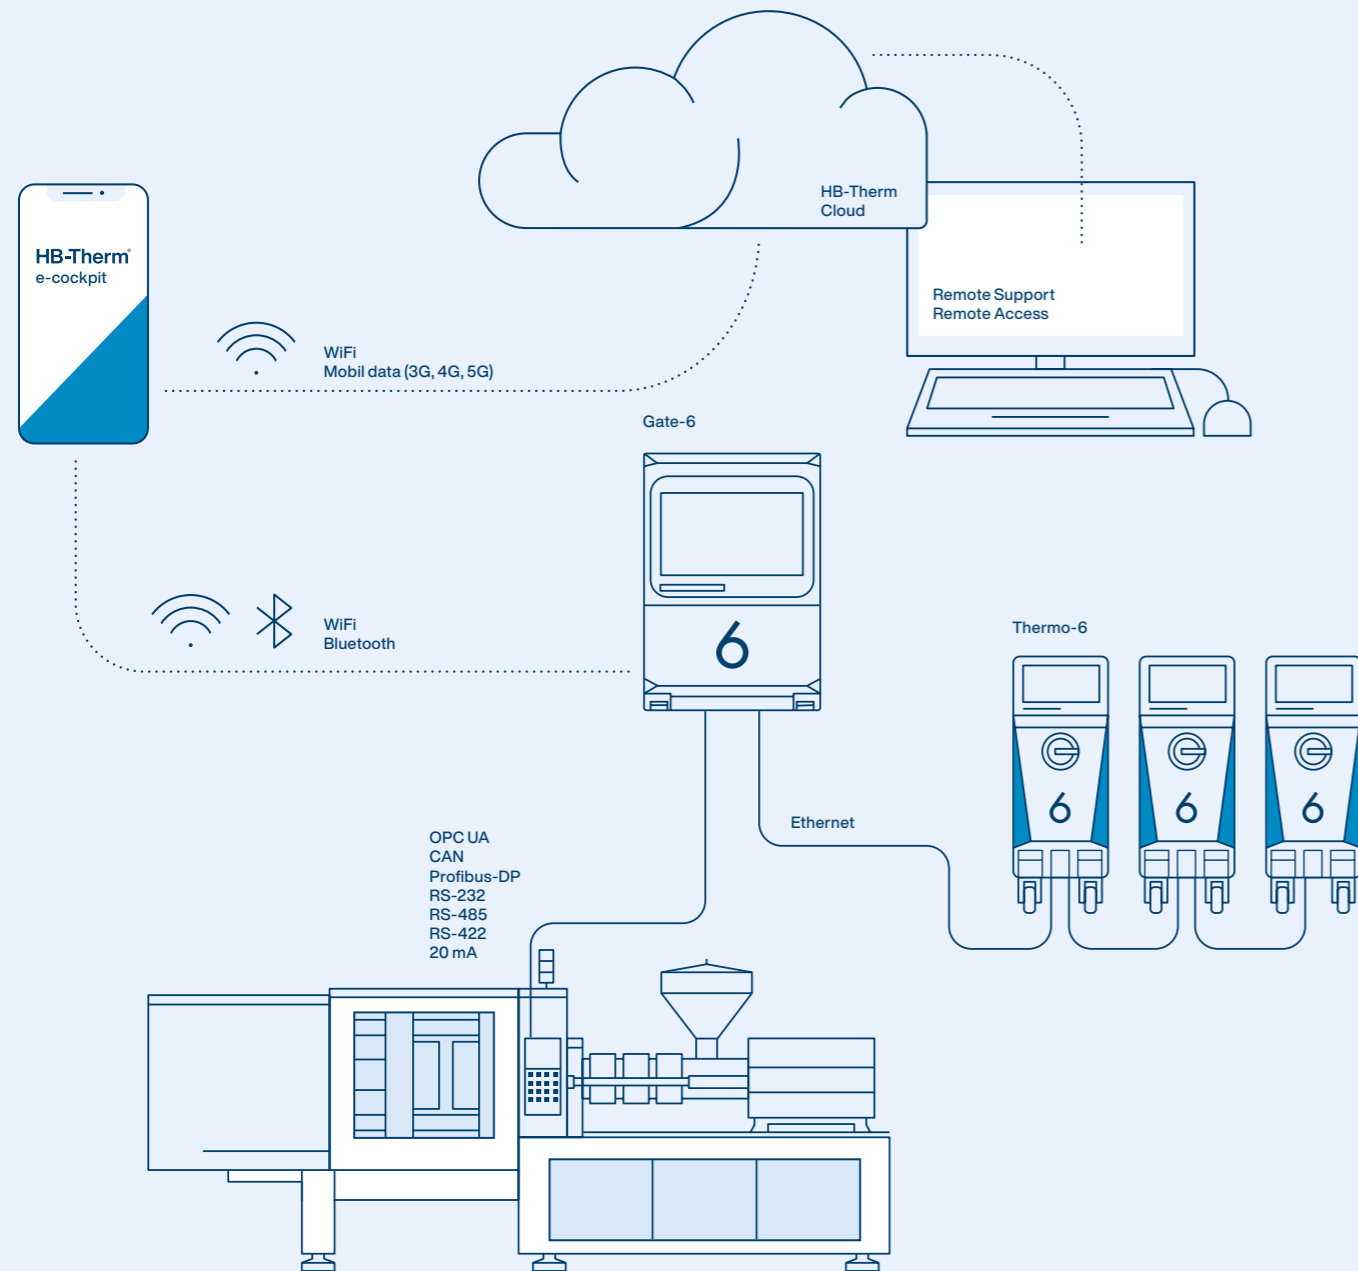 HB-Therm
Cloud
HB-Therm®
e-cockpit
Remote Support
Remote Access
WiFi
Mobil data (3G, 4G, 5G)
Gate-6
6
WiFi
Bluetooth
Thermo-6
6
6
6
Ethernet
OPC UA
CAN
Profibus-DP
RS-232
RS-485
RS-422
20 mA